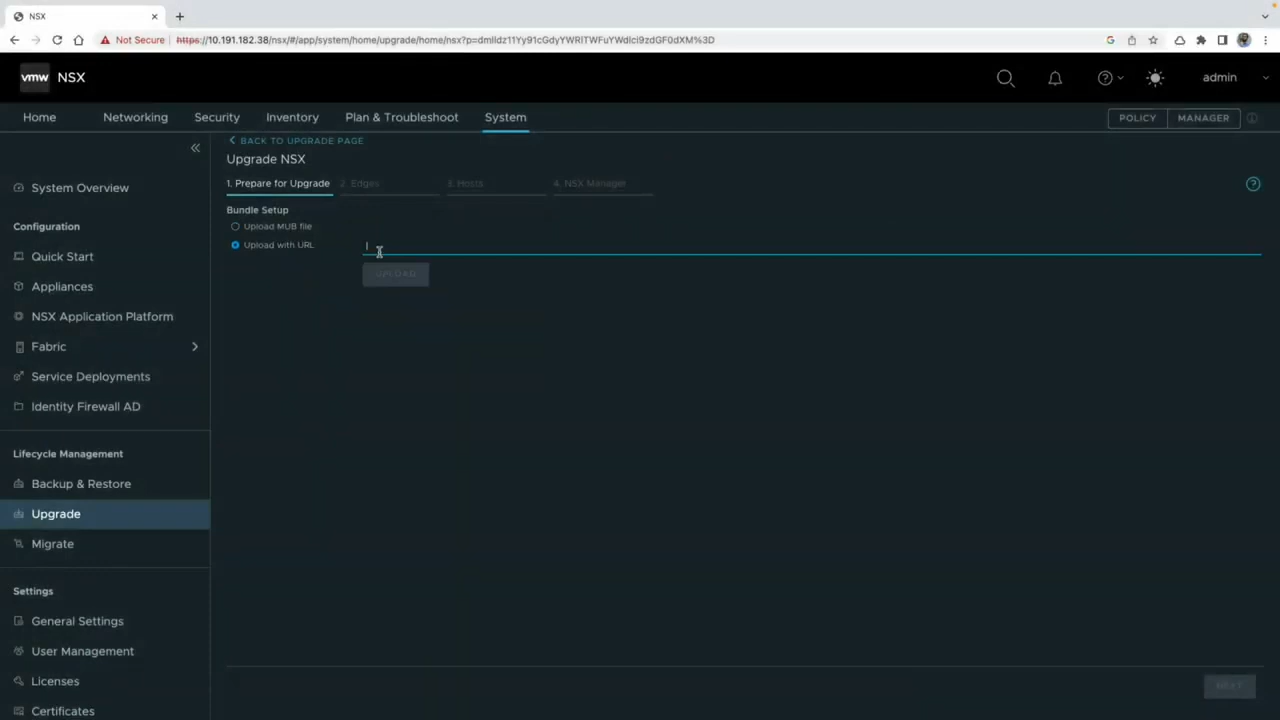 NSX
Not Secure
https://10.191.182.38/nsx/#/app/system/home/upgrade/home/nsx?p=dmlldz11Yy91cGdyYWRlTWFuYWdlci9zdGF0dXM%3D
vmw NSX
admin
Home
Networking
Security
Inventory
Plan & Troubleshoot
System
POLICY
MANAGER
BACK TO UPGRADE PAGE
Upgrade NSX
1. Prepare for Upgrade
2. Edges
3. Hosts
4. NSX Manager
Bundle Setup
Upload MUB file
Upload with URL
UPLOAD
System Overview
Configuration
Quick Start
Appliances
NSX Application Platform
Fabric
Service Deployments
Identity Firewall AD
Lifecycle Management
Backup & Restore
Upgrade
Migrate
Settings
General Settings
User Management
Licenses
Certificates
NEXT